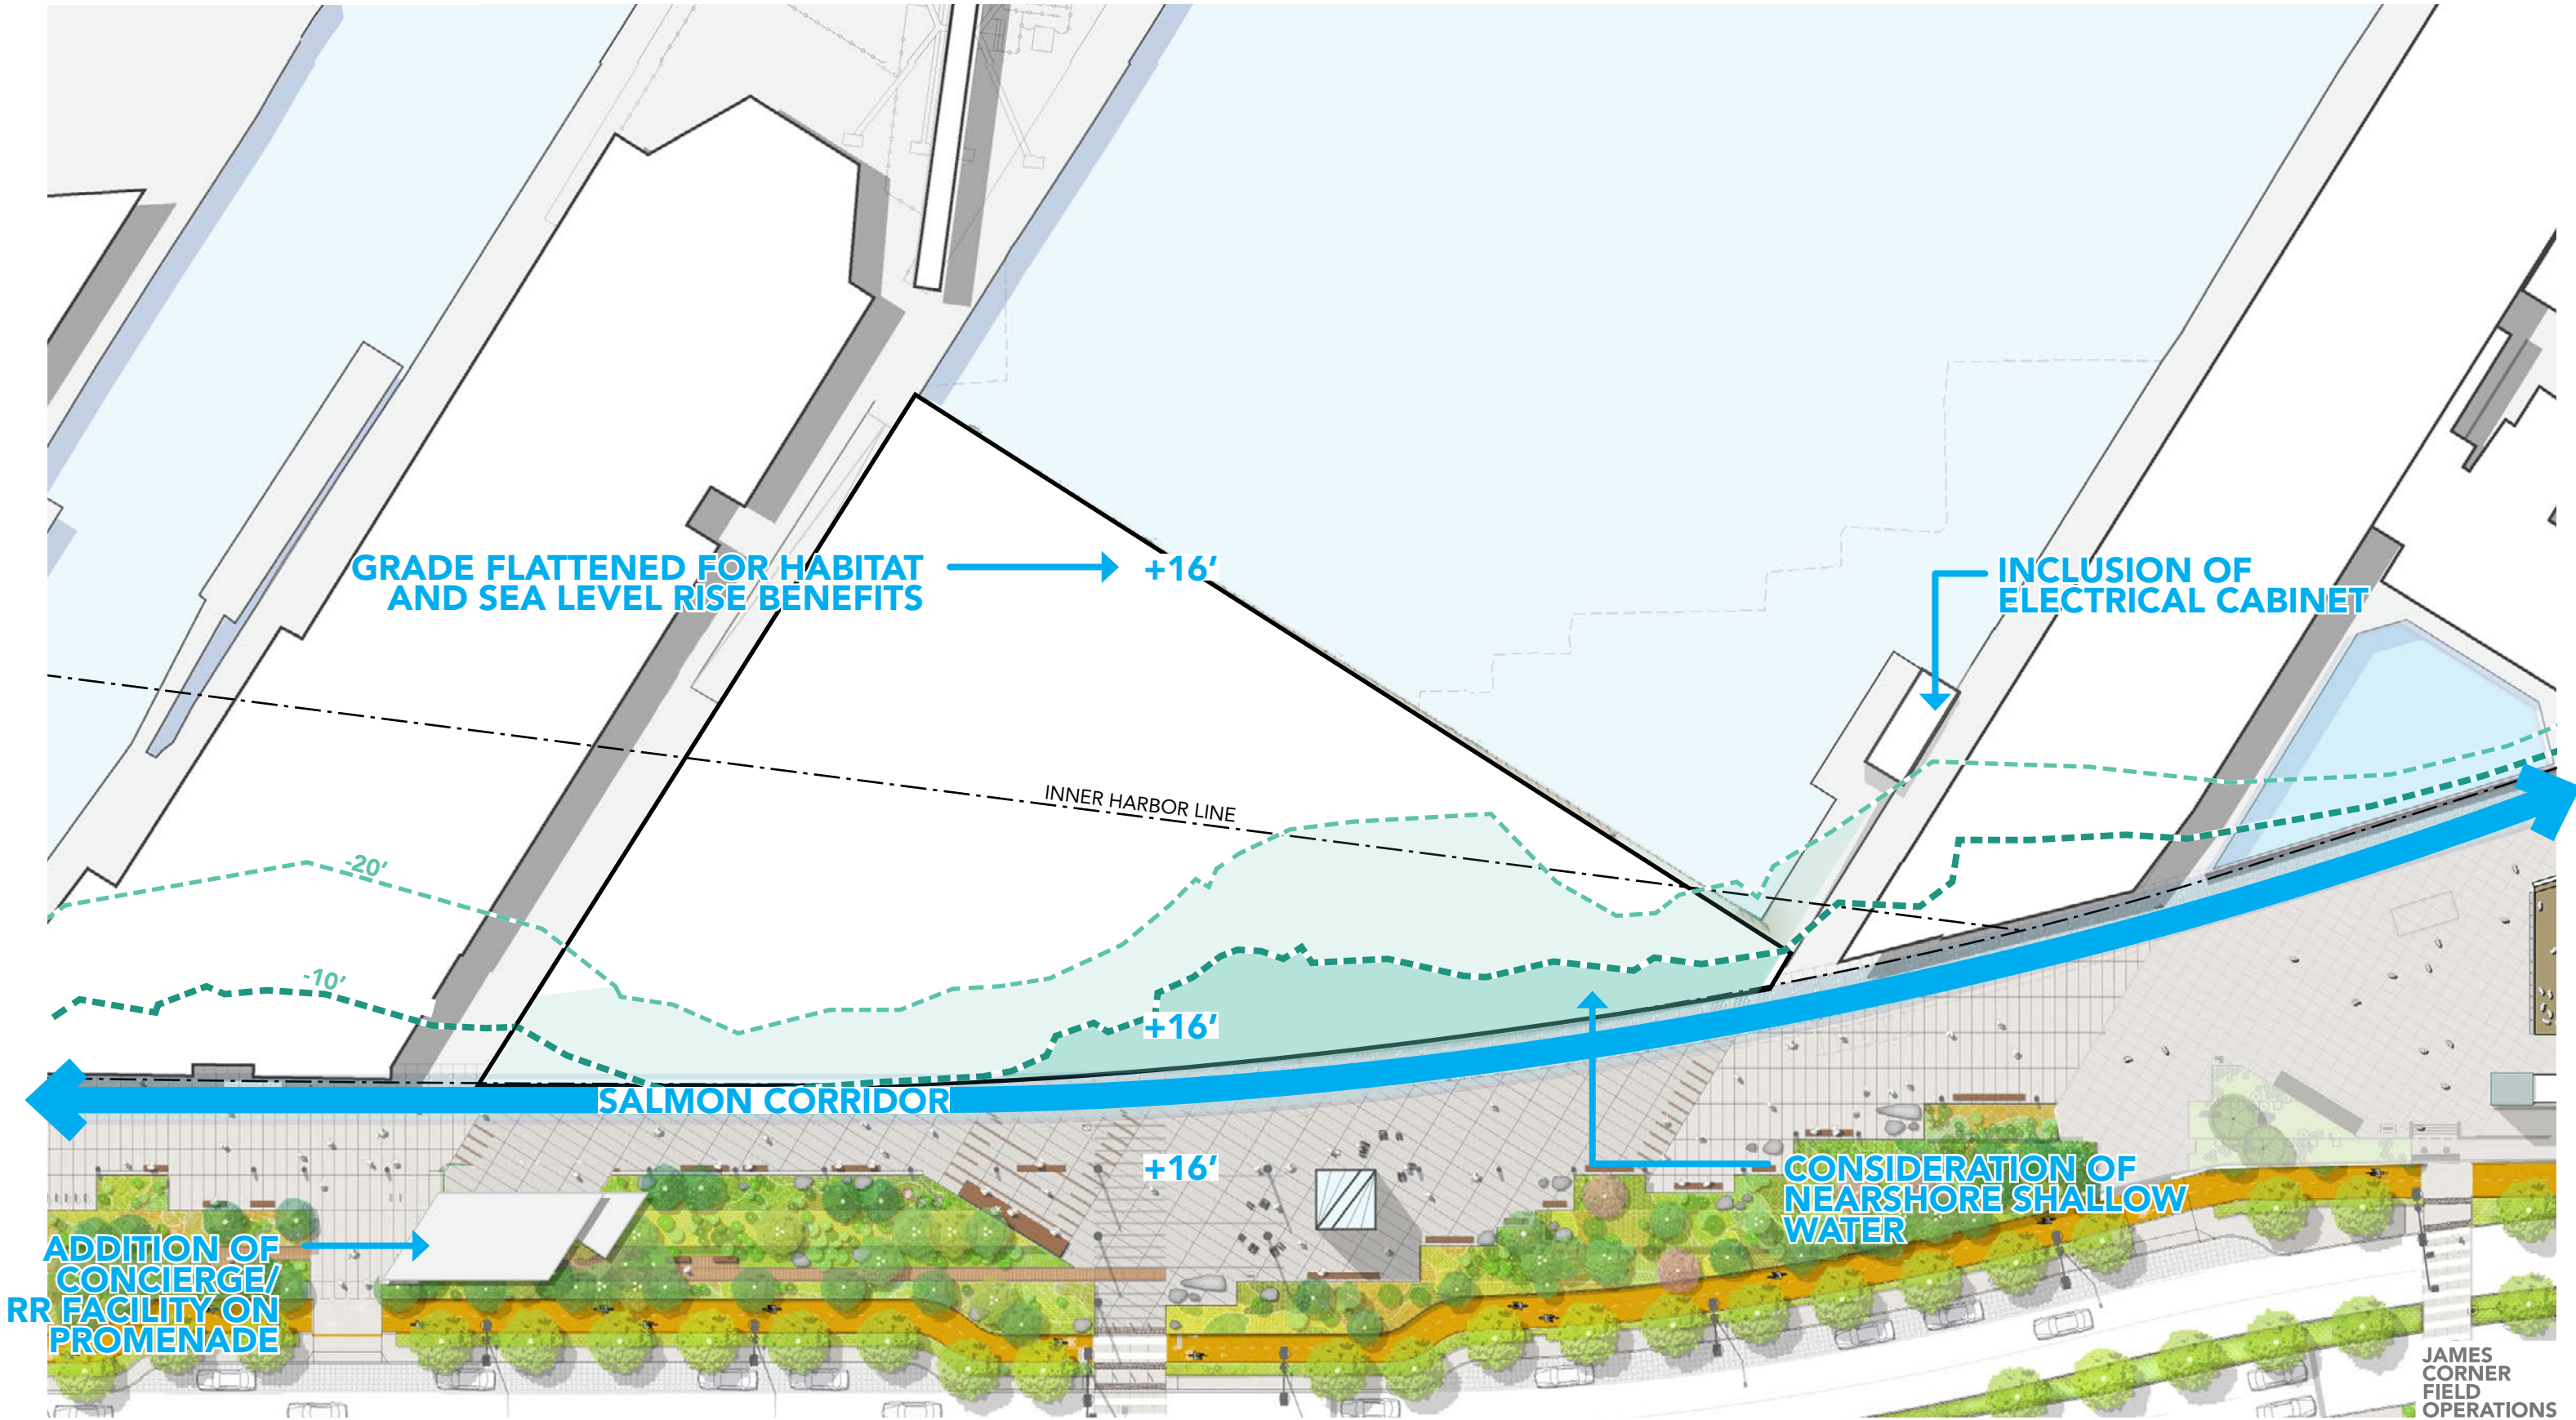 GRADE FLATTENED FOR HABITAT
AND SEA LEVEL RISE BENEFITS
+16'
INCLUSION OF
ELECTRICAL CABINET
INNER HARBOR LINE
-20'
-10'
+16'
SALMON CORRIDOR
+16'
CONSIDERATION OF
NEARSHORE SHALLOW
WATER
ADDITION OF
CONCIERGE/
RR FACILITY ON
PROMENADE
JAMES
CORNER
FIELD
OPERATIONS